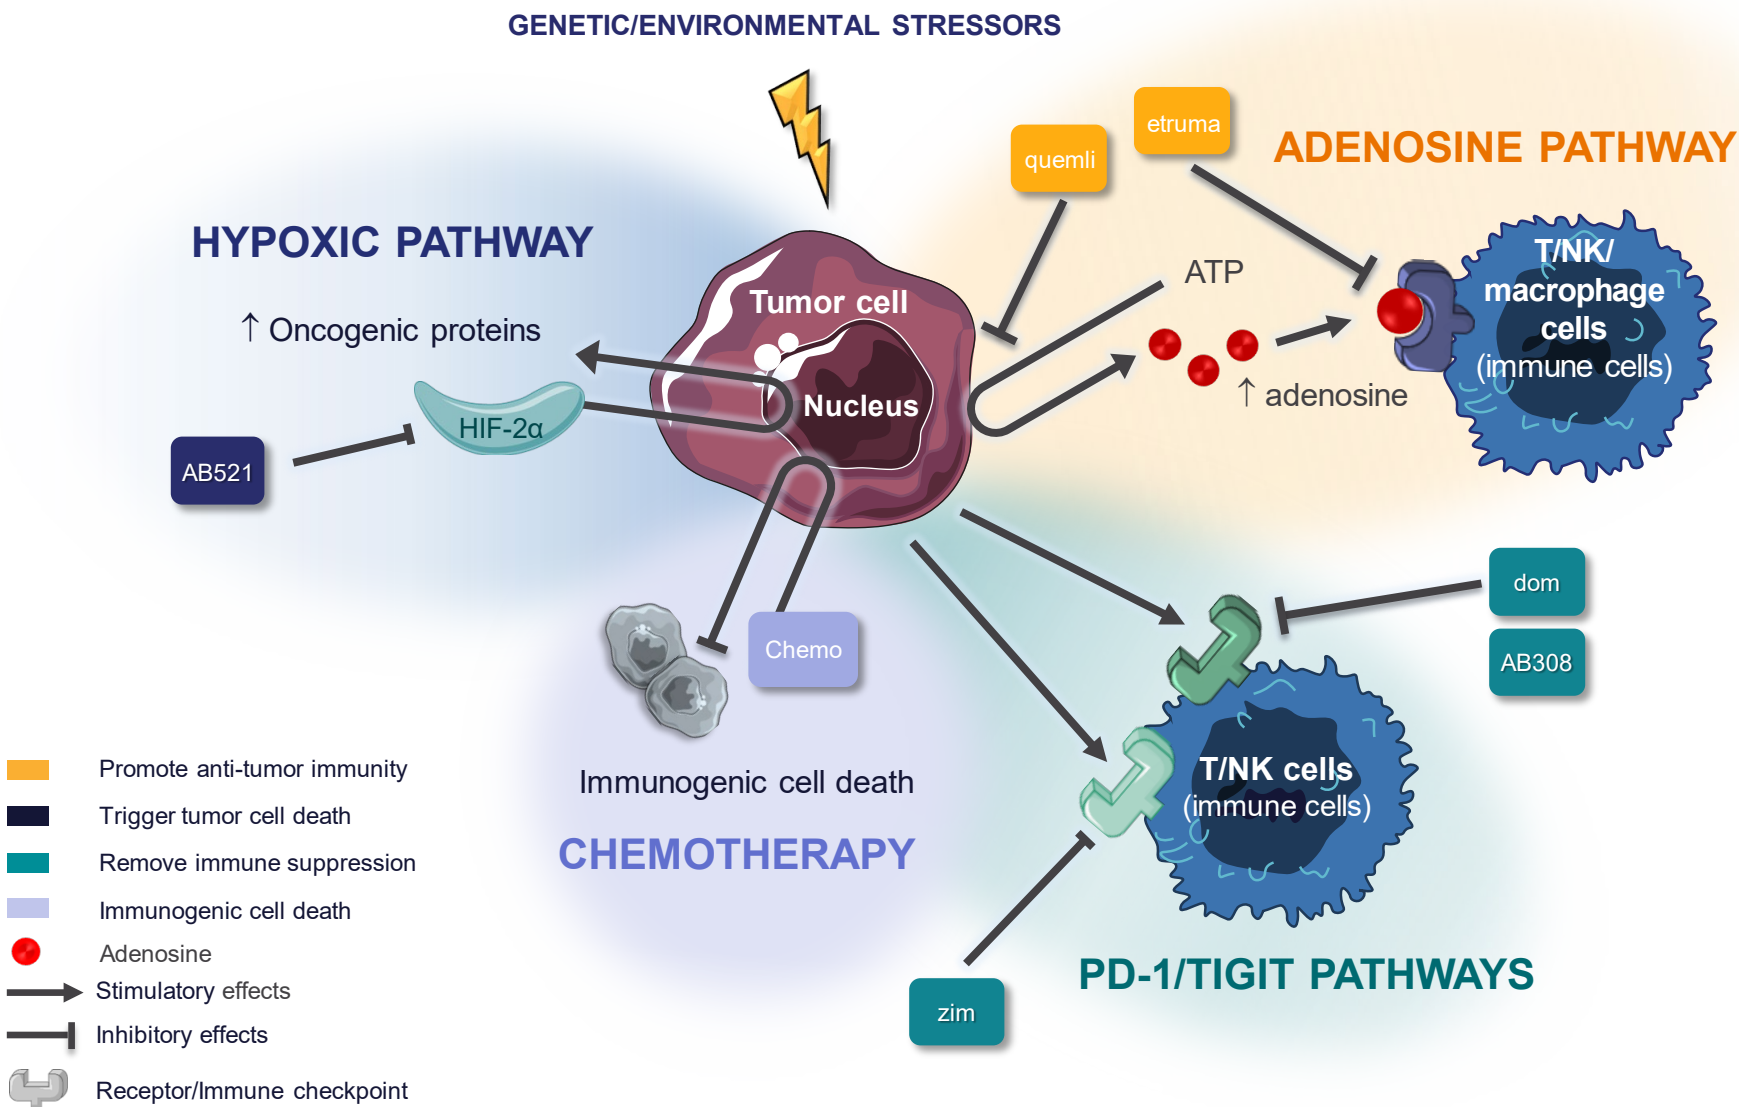 GENETIC/ENVIRONMENTAL STRESSORS
etruma
quemli
ADENOSINE PATHWAY
HYPOXIC PATHWAY
ATP
T/NK/
macrophage
cells
(immune cells)
Tumor cell
↑ Oncogenic proteins
Nucleus
↑ adenosine
HIF-2α
AB521
dom
AB308
Chemo
Immunogenic cell death
CHEMOTHERAPY
T/NK cells
(immune cells)
PD-1/TIGIT PATHWAYS
zim
Promote anti-tumor immunity
Trigger tumor cell death
Remove immune suppression
Immunogenic cell death
Adenosine
Stimulatory effects
Inhibitory effects
Receptor/Immune checkpoint